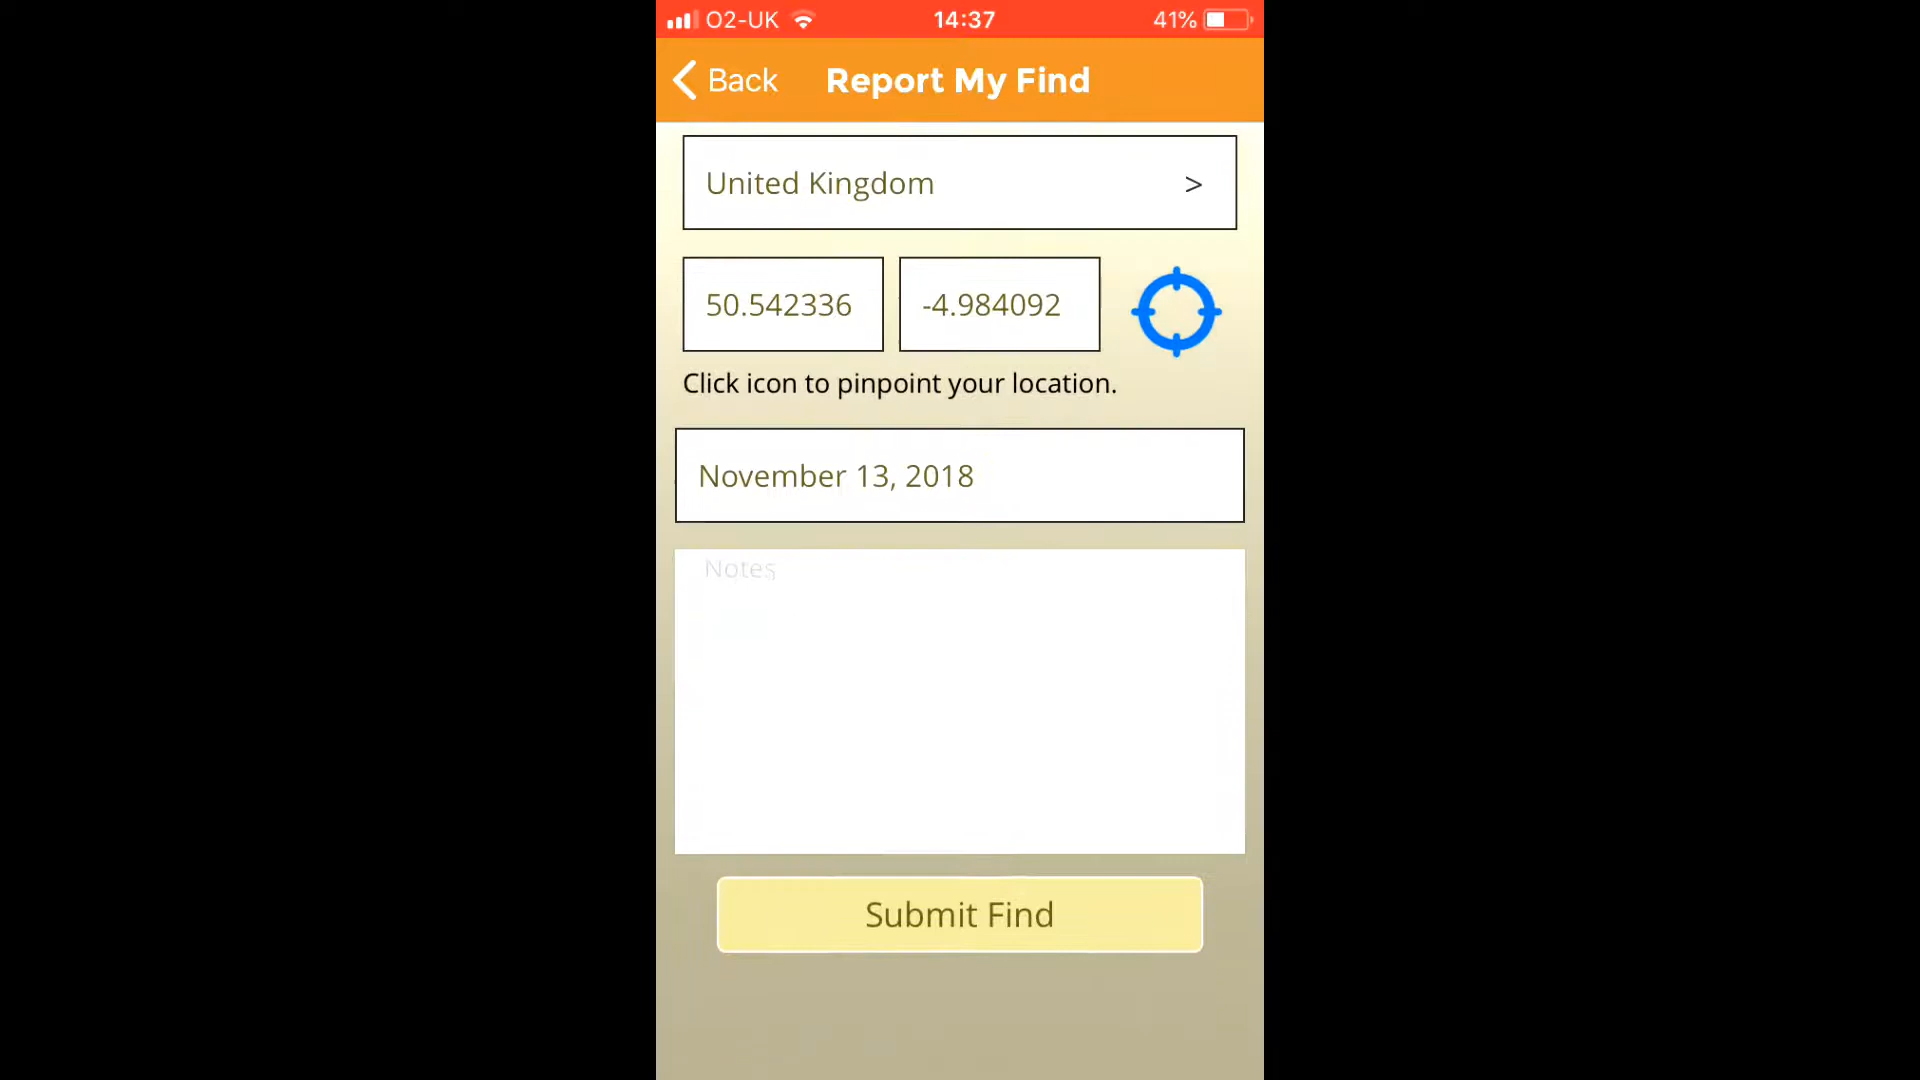 O2-UK 14:37 41%
Back Report My Find
United Kingdom >
50.542336 -4.984092
Click icon to pinpoint your location.
November 13, 2018
Notes
Submit Find